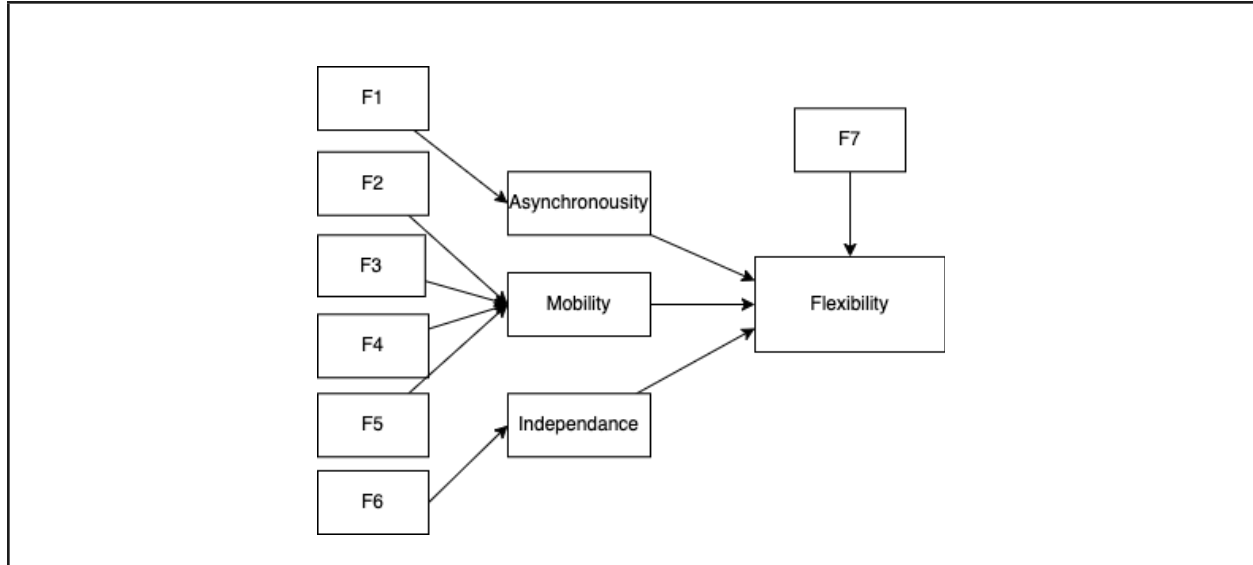 F1
F2
F3
F4
F5
F6
Asynchronousity
Mobility
Independance
F7
Flexibility